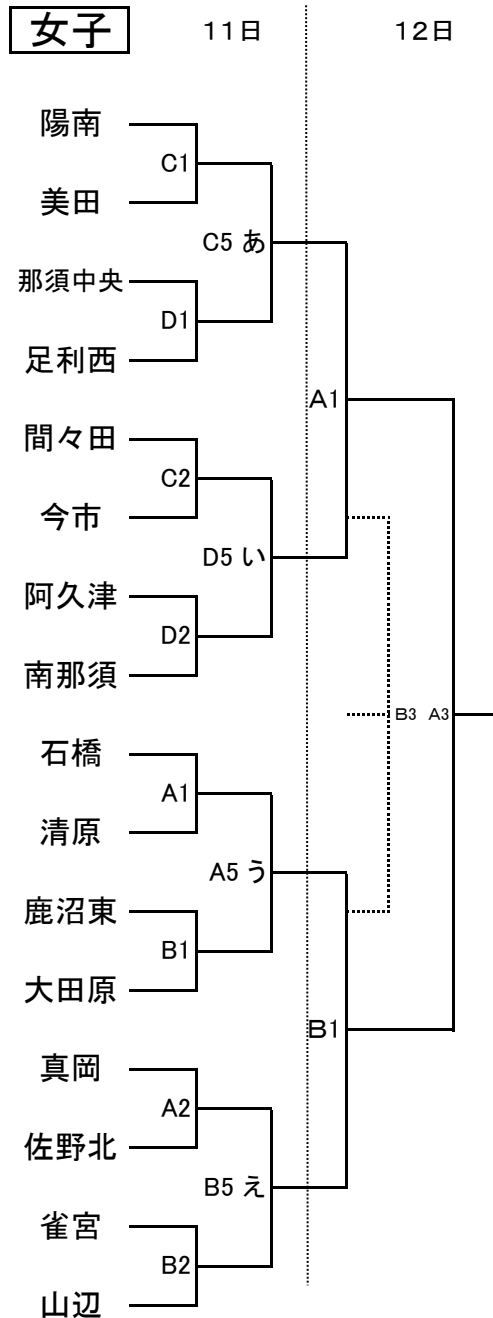 女子 11日 12日
陽南
C1
美田
C5 あ
那須中央
D1
足利西
A1
間々田
C2
今市
D5 い
阿久津
D2
南那須
B3 A3
石橋
A1
清原
A5 う
鹿沼東
B1
大田原
B1
真岡
A2
佐野北
B5 え
雀宮
B2
山辺